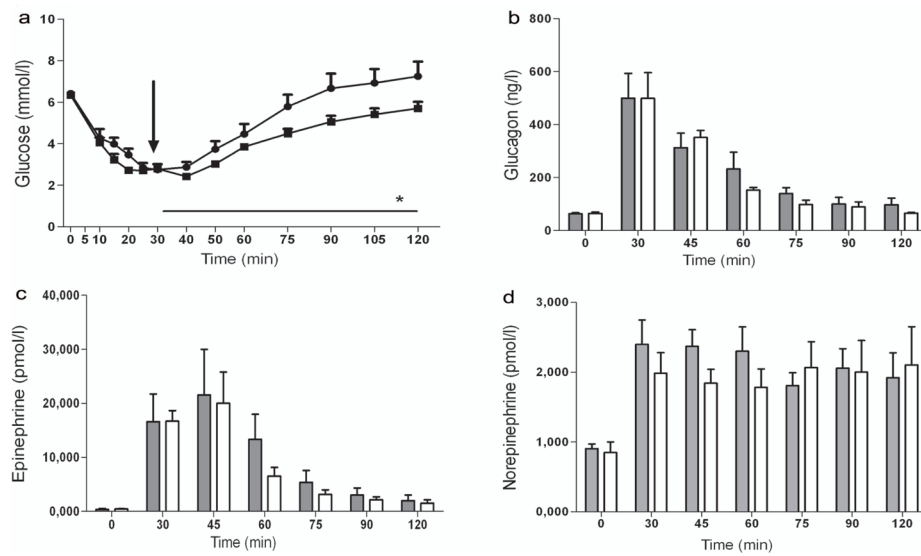 a
Glucose (mmol/l)
10
8
6
4
2
0
*
0 5 10 20 30 40 50 60 75 90 105 120
Time (min)
b
Glucagon (ng/l)
800
600
400
200
0
0 30 45 60 75 90 120
Time (min)
c
Epinephrine (pmol/l)
40,000
30,000
20,000
10,000
0,000
0 30 45 60 75 90 120
Time (min)
d
Norepinephrine (pmol/l)
3,000
2,000
1,000
0,000
0 30 45 60 75 90 120
Time (min)